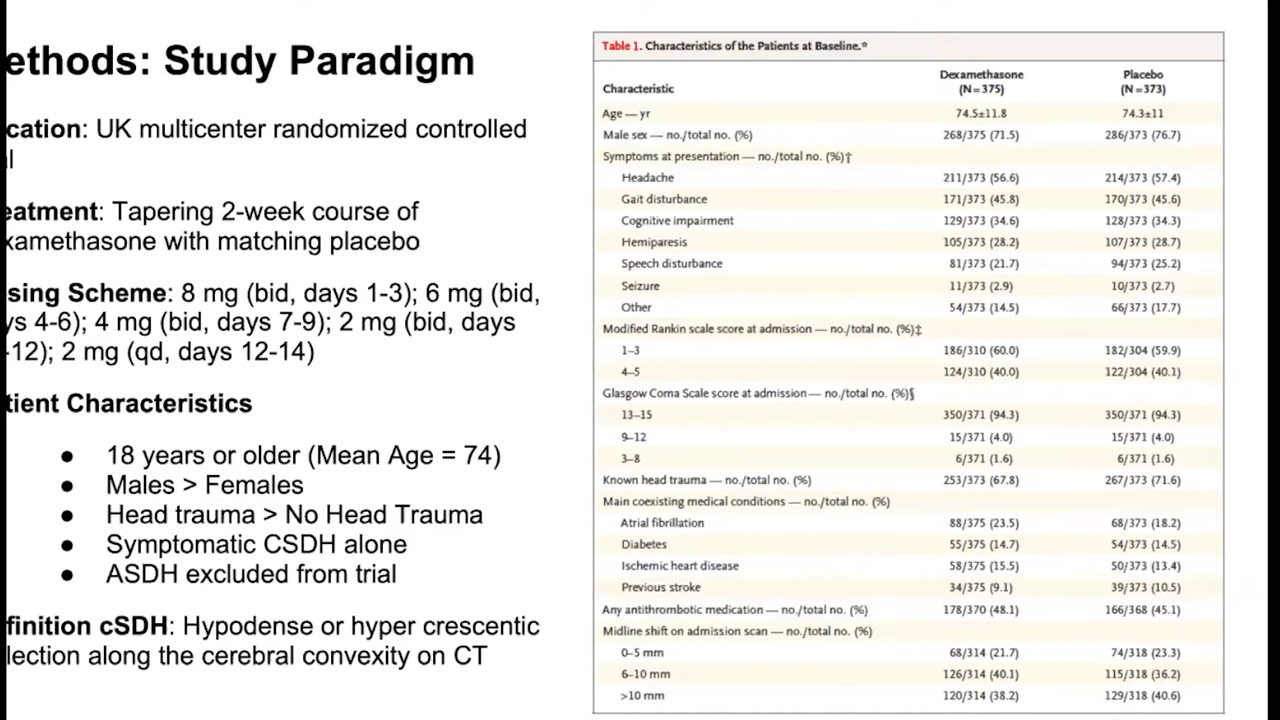 ethods: Study Paradigm
cation: UK multicenter randomized controlled
l
eatment: Tapering 2-week course of
xamethasone with matching placebo
sing Scheme: 8 mg (bid, days 1-3); 6 mg (bid,
ys 4-6); 4 mg (bid, days 7-9); 2 mg (bid, days
-12); 2 mg (qd, days 12-14)
tient Characteristics
● 18 years or older (Mean Age = 74)
● Males > Females
● Head trauma > No Head Trauma
● Symptomatic CSDH alone
● ASDH excluded from trial
finition cSDH: Hypodense or hyper crescentic
lection along the cerebral convexity on CT
Table 1. Characteristics of the Patients at Baseline.*
Characteristic Dexamethasone (N=375) Placebo (N=373)
Age — yr 74.5±11.8 74.3±11
Male sex — no./total no. (%) 268/375 (71.5) 286/373 (76.7)
Symptoms at presentation — no./total no. (%)†
Headache 211/373 (56.6) 214/373 (57.4)
Gait disturbance 171/373 (45.8) 170/373 (45.6)
Cognitive impairment 129/373 (34.6) 128/373 (34.3)
Hemiparesis 105/373 (28.2) 107/373 (28.7)
Speech disturbance 81/373 (21.7) 94/373 (25.2)
Seizure 11/373 (2.9) 10/373 (2.7)
Other 54/373 (14.5) 66/373 (17.7)
Modified Rankin scale score at admission — no./total no. (%)‡
1–3 186/310 (60.0) 182/304 (59.9)
4–5 124/310 (40.0) 122/304 (40.1)
Glasgow Coma Scale score at admission — no./total no. (%)§
13–15 350/371 (94.3) 350/371 (94.3)
9–12 15/371 (4.0) 15/371 (4.0)
3–8 6/371 (1.6) 6/371 (1.6)
Known head trauma — no./total no. (%) 253/373 (67.8) 267/373 (71.6)
Main coexisting medical conditions — no./total no. (%)
Atrial fibrillation 88/375 (23.5) 68/373 (18.2)
Diabetes 55/375 (14.7) 54/373 (14.5)
Ischemic heart disease 58/375 (15.5) 50/373 (13.4)
Previous stroke 34/375 (9.1) 39/373 (10.5)
Any antithrombotic medication — no./total no. (%) 178/370 (48.1) 166/368 (45.1)
Midline shift on admission scan — no./total no. (%)
0–5 mm 68/314 (21.7) 74/318 (23.3)
6–10 mm 126/314 (40.1) 115/318 (36.2)
>10 mm 120/314 (38.2) 129/318 (40.6)